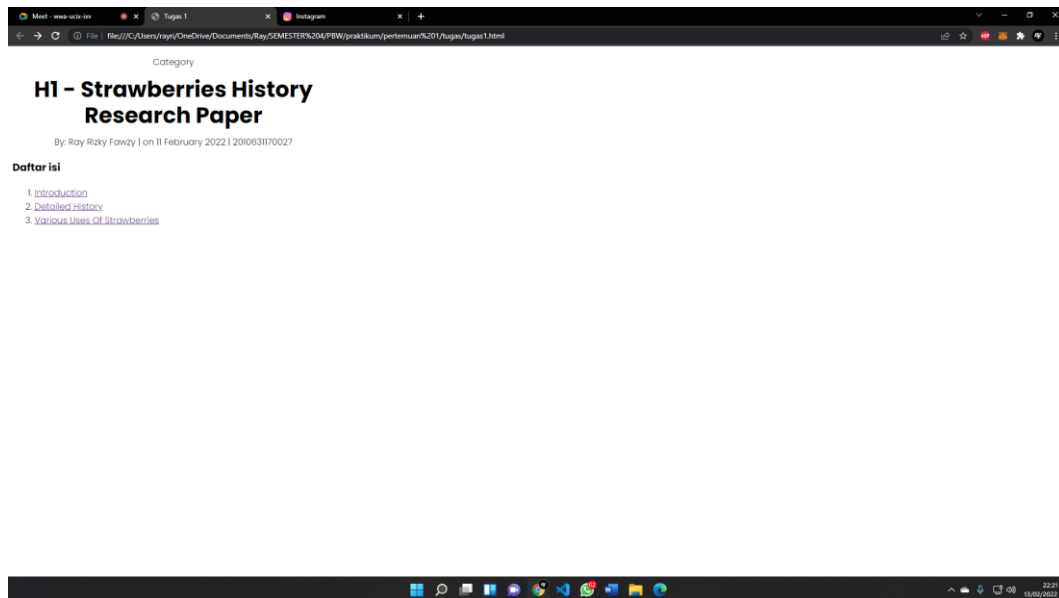 Meet - wwa-ucix-ixv
Tugas 1
Instagram
File
file:///C:/Users/rayri/OneDrive/Documents/Ray/SEMESTER%204/PBW/praktikum/pertemuan%201/tugas/tugas1.html
Category
H1 - Strawberries History
Research Paper
By: Ray Rizky Fawzy | on 11 February 2022 | 2010631170027
Daftar isi
1. Introduction
2. Detailed History
3. Various Uses Of Strawberries
22:21
13/02/2022